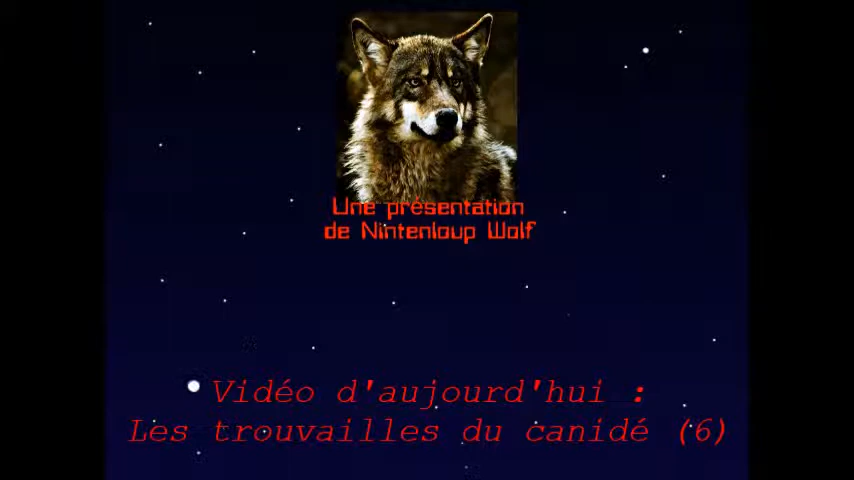 Une présentation
de Nintenloup Wolf
Vidéo d'aujourd'hui :
Les trouvailles du canidé (6)